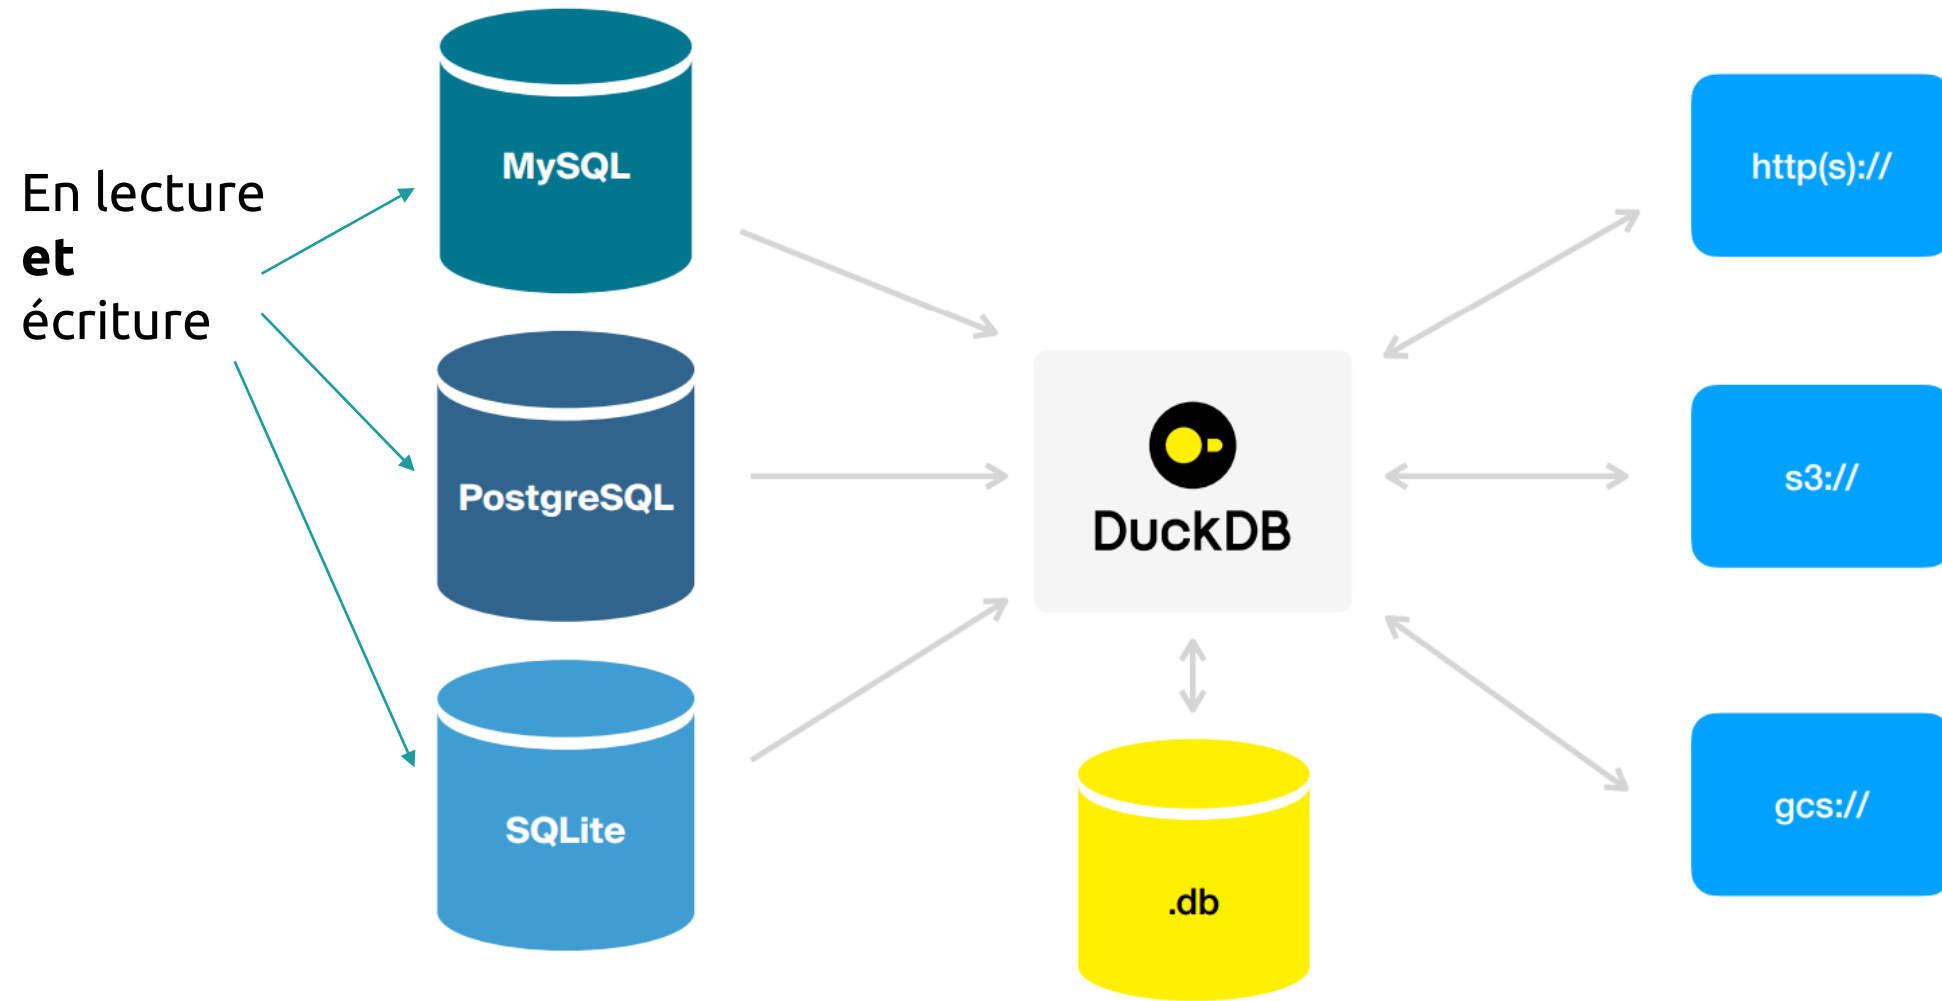 En lecture
et
écriture
MySQL
PostgreSQL
SQLite
DuckDB
.db
http(s)://
s3://
gcs://